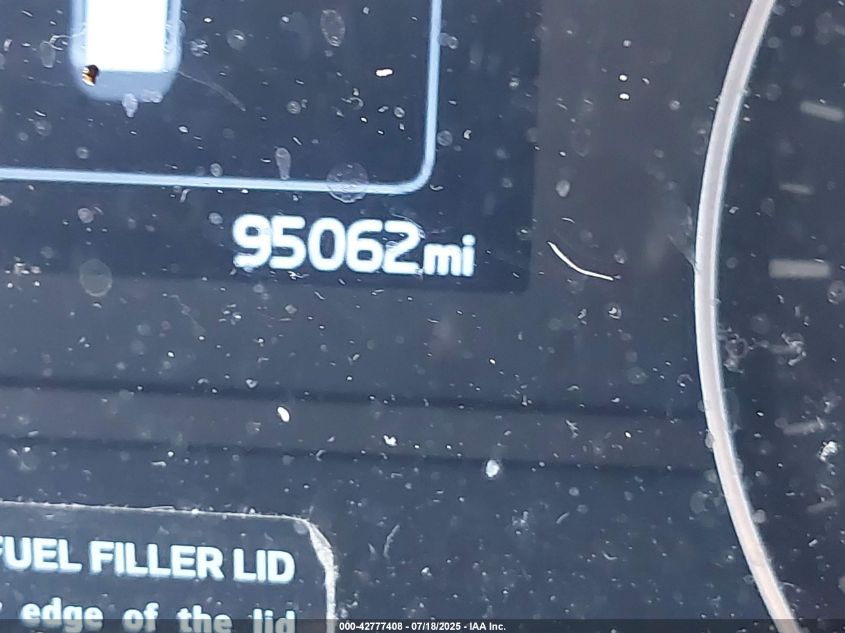 95062mi
FUEL FILLER LID
edge of the lid
000-42777408 - 07/18/2025 - IAA Inc.